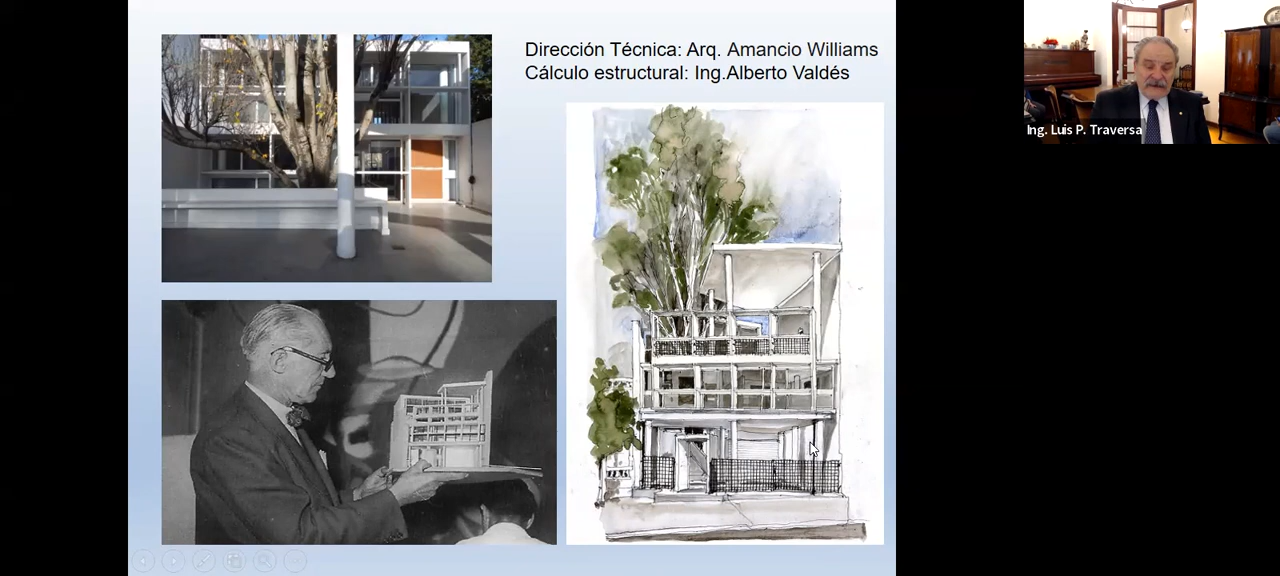 Dirección Técnica: Arq. Amancio Williams
Cálculo estructural: Ing.Alberto Valdés
Ing. Luis P. Traversa